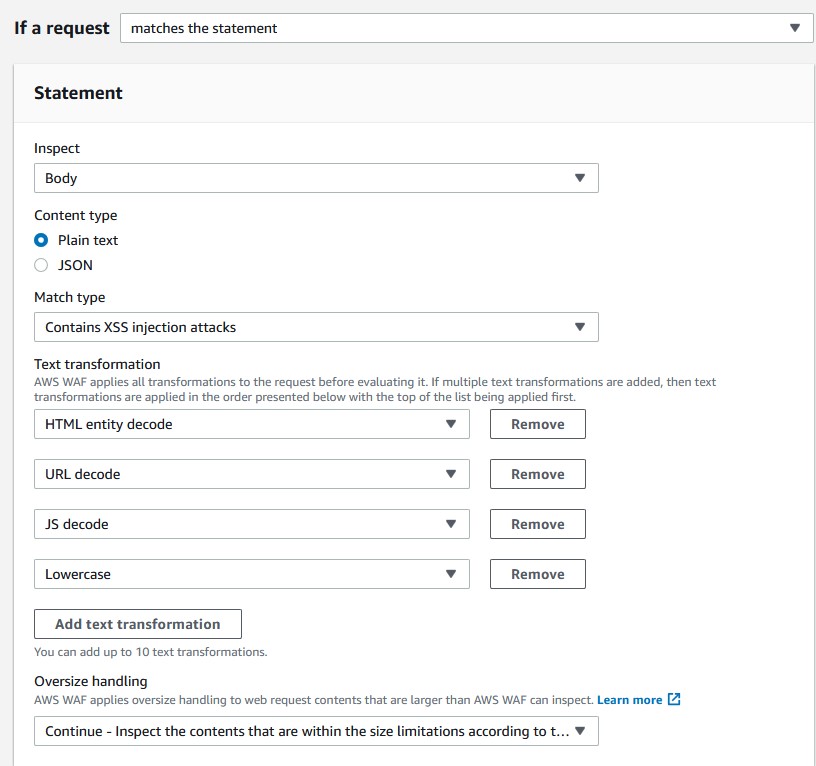 If a request matches the statement
Statement
Inspect
Body
Content type
Plain text
JSON
Match type
Contains XSS injection attacks
Text transformation
AWS WAF applies all transformations to the request before evaluating it. If multiple text transformations are added, then text
transformations are applied in the order presented below with the top of the list being applied first.
HTML entity decode Remove
URL decode Remove
JS decode Remove
Lowercase Remove
Add text transformation
You can add up to 10 text transformations.
Oversize handling
AWS WAF applies oversize handling to web request contents that are larger than AWS WAF can inspect. Learn more
Continue - Inspect the contents that are within the size limitations according to t...